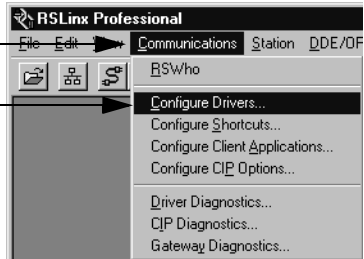 RSLinx Professional
File Edit View Communications Station DDE/OP
RSWho
Configure Drivers...
Configure Shortcuts...
Configure Client Applications...
Configure CIP Options...
Driver Diagnostics...
CIP Diagnostics...
Gateway Diagnostics...